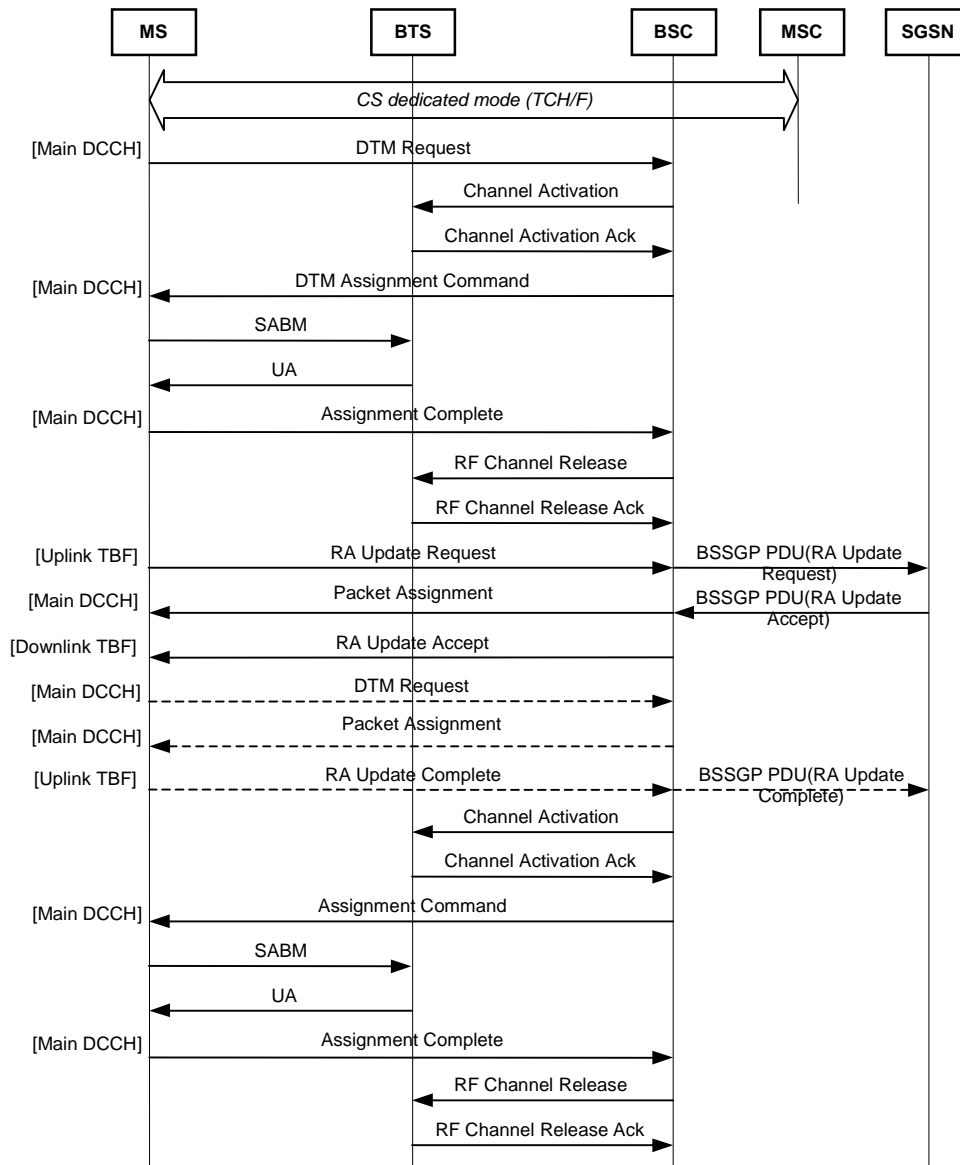 MS
BTS
BSC
MSC
SGSN
CS dedicated mode (TCH/F)
[Main DCCH]
DTM Request
Channel Activation
Channel Activation Ack
[Main DCCH]
DTM Assignment Command
SABM
UA
[Main DCCH]
Assignment Complete
RF Channel Release
RF Channel Release Ack
[Uplink TBF]
RA Update Request
BSSGP PDU(RA Update
Request)
[Main DCCH]
Packet Assignment
BSSGP PDU(RA Update
Accept)
[Downlink TBF]
RA Update Accept
[Main DCCH]
DTM Request
[Main DCCH]
Packet Assignment
[Uplink TBF]
RA Update Complete
BSSGP PDU(RA Update
Complete)
Channel Activation
Channel Activation Ack
[Main DCCH]
Assignment Command
SABM
UA
[Main DCCH]
Assignment Complete
RF Channel Release
RF Channel Release Ack